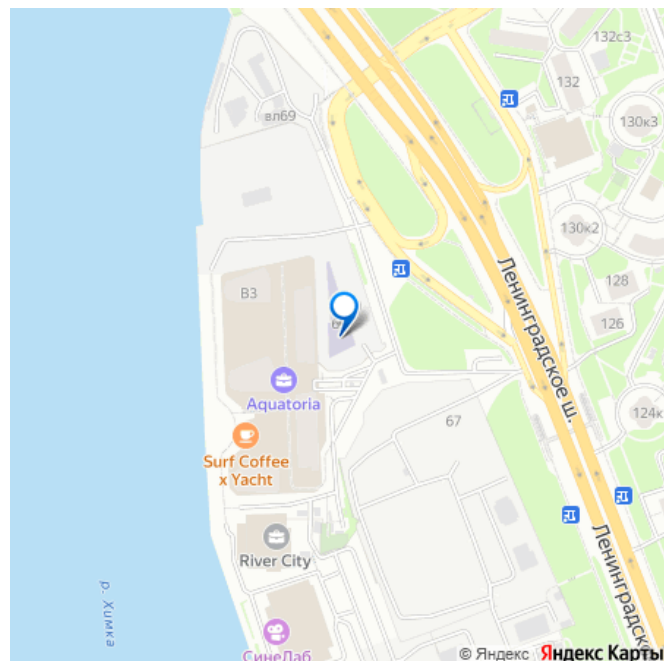 132с3
132
вл69
130к3
130к2
Ленинградское ш.
128
В3
126
Aquatoria
124к
67
Surf Coffee
x Yacht
River City
Ленинградское
р. Химка
СинеЛаб
© Яндекс Яндекс Карты